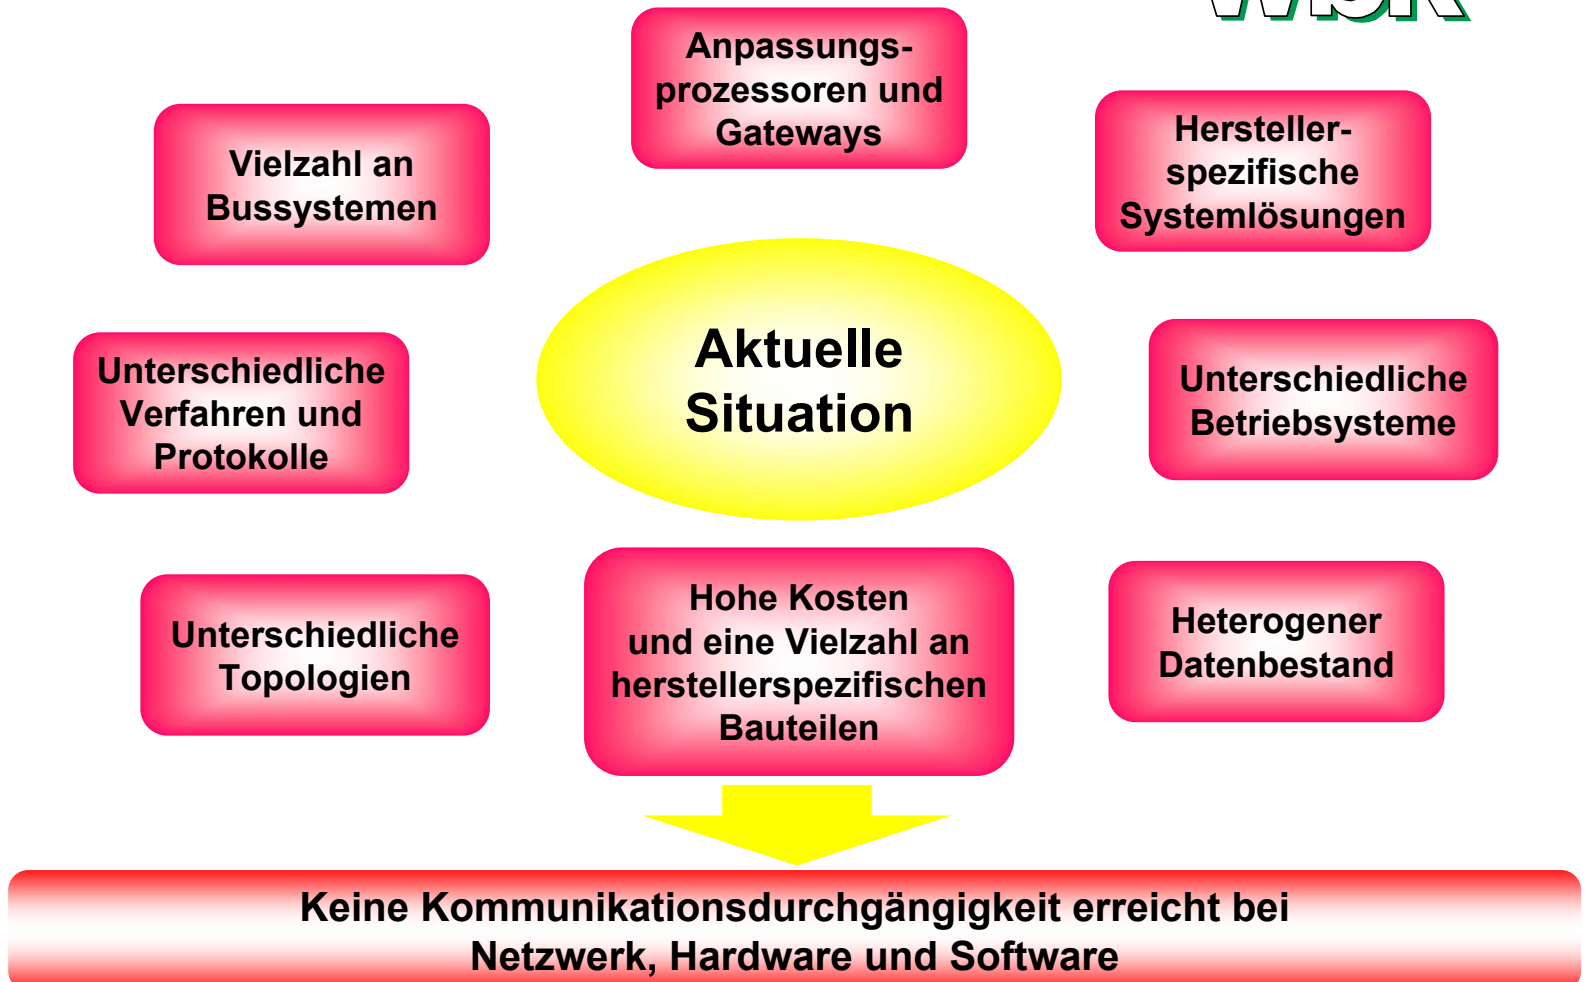 wbk
Anpassungs-
prozessoren und
Gateways
Hersteller-
spezifische
Systemlösungen
Vielzahl an
Bussystemen
Aktuelle
Situation
Unterschiedliche
Verfahren und
Protokolle
Unterschiedliche
Betriebsysteme
Unterschiedliche
Topologien
Hohe Kosten
und eine Vielzahl an
herstellerspezifischen
Bauteilen
Heterogener
Datenbestand
Keine Kommunikationsdurchgängigkeit erreicht bei
Netzwerk, Hardware und Software